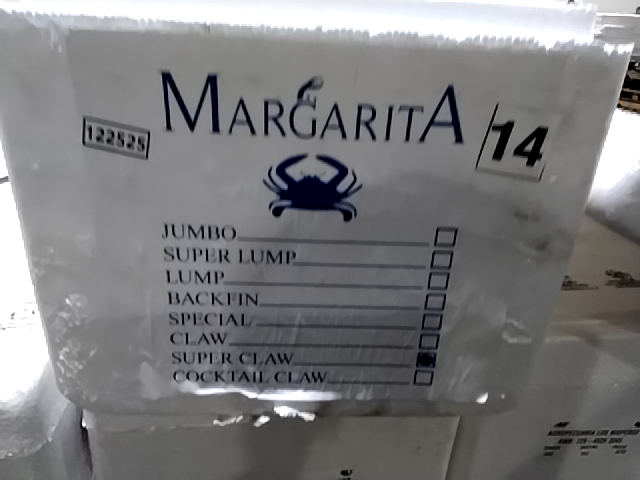 MARGARITA
122525
14
JUMBO
SUPER LUMP
LUMP
BACKFIN
SPECIAL
CLAW
SUPER CLAW
COCKTAIL CLAW